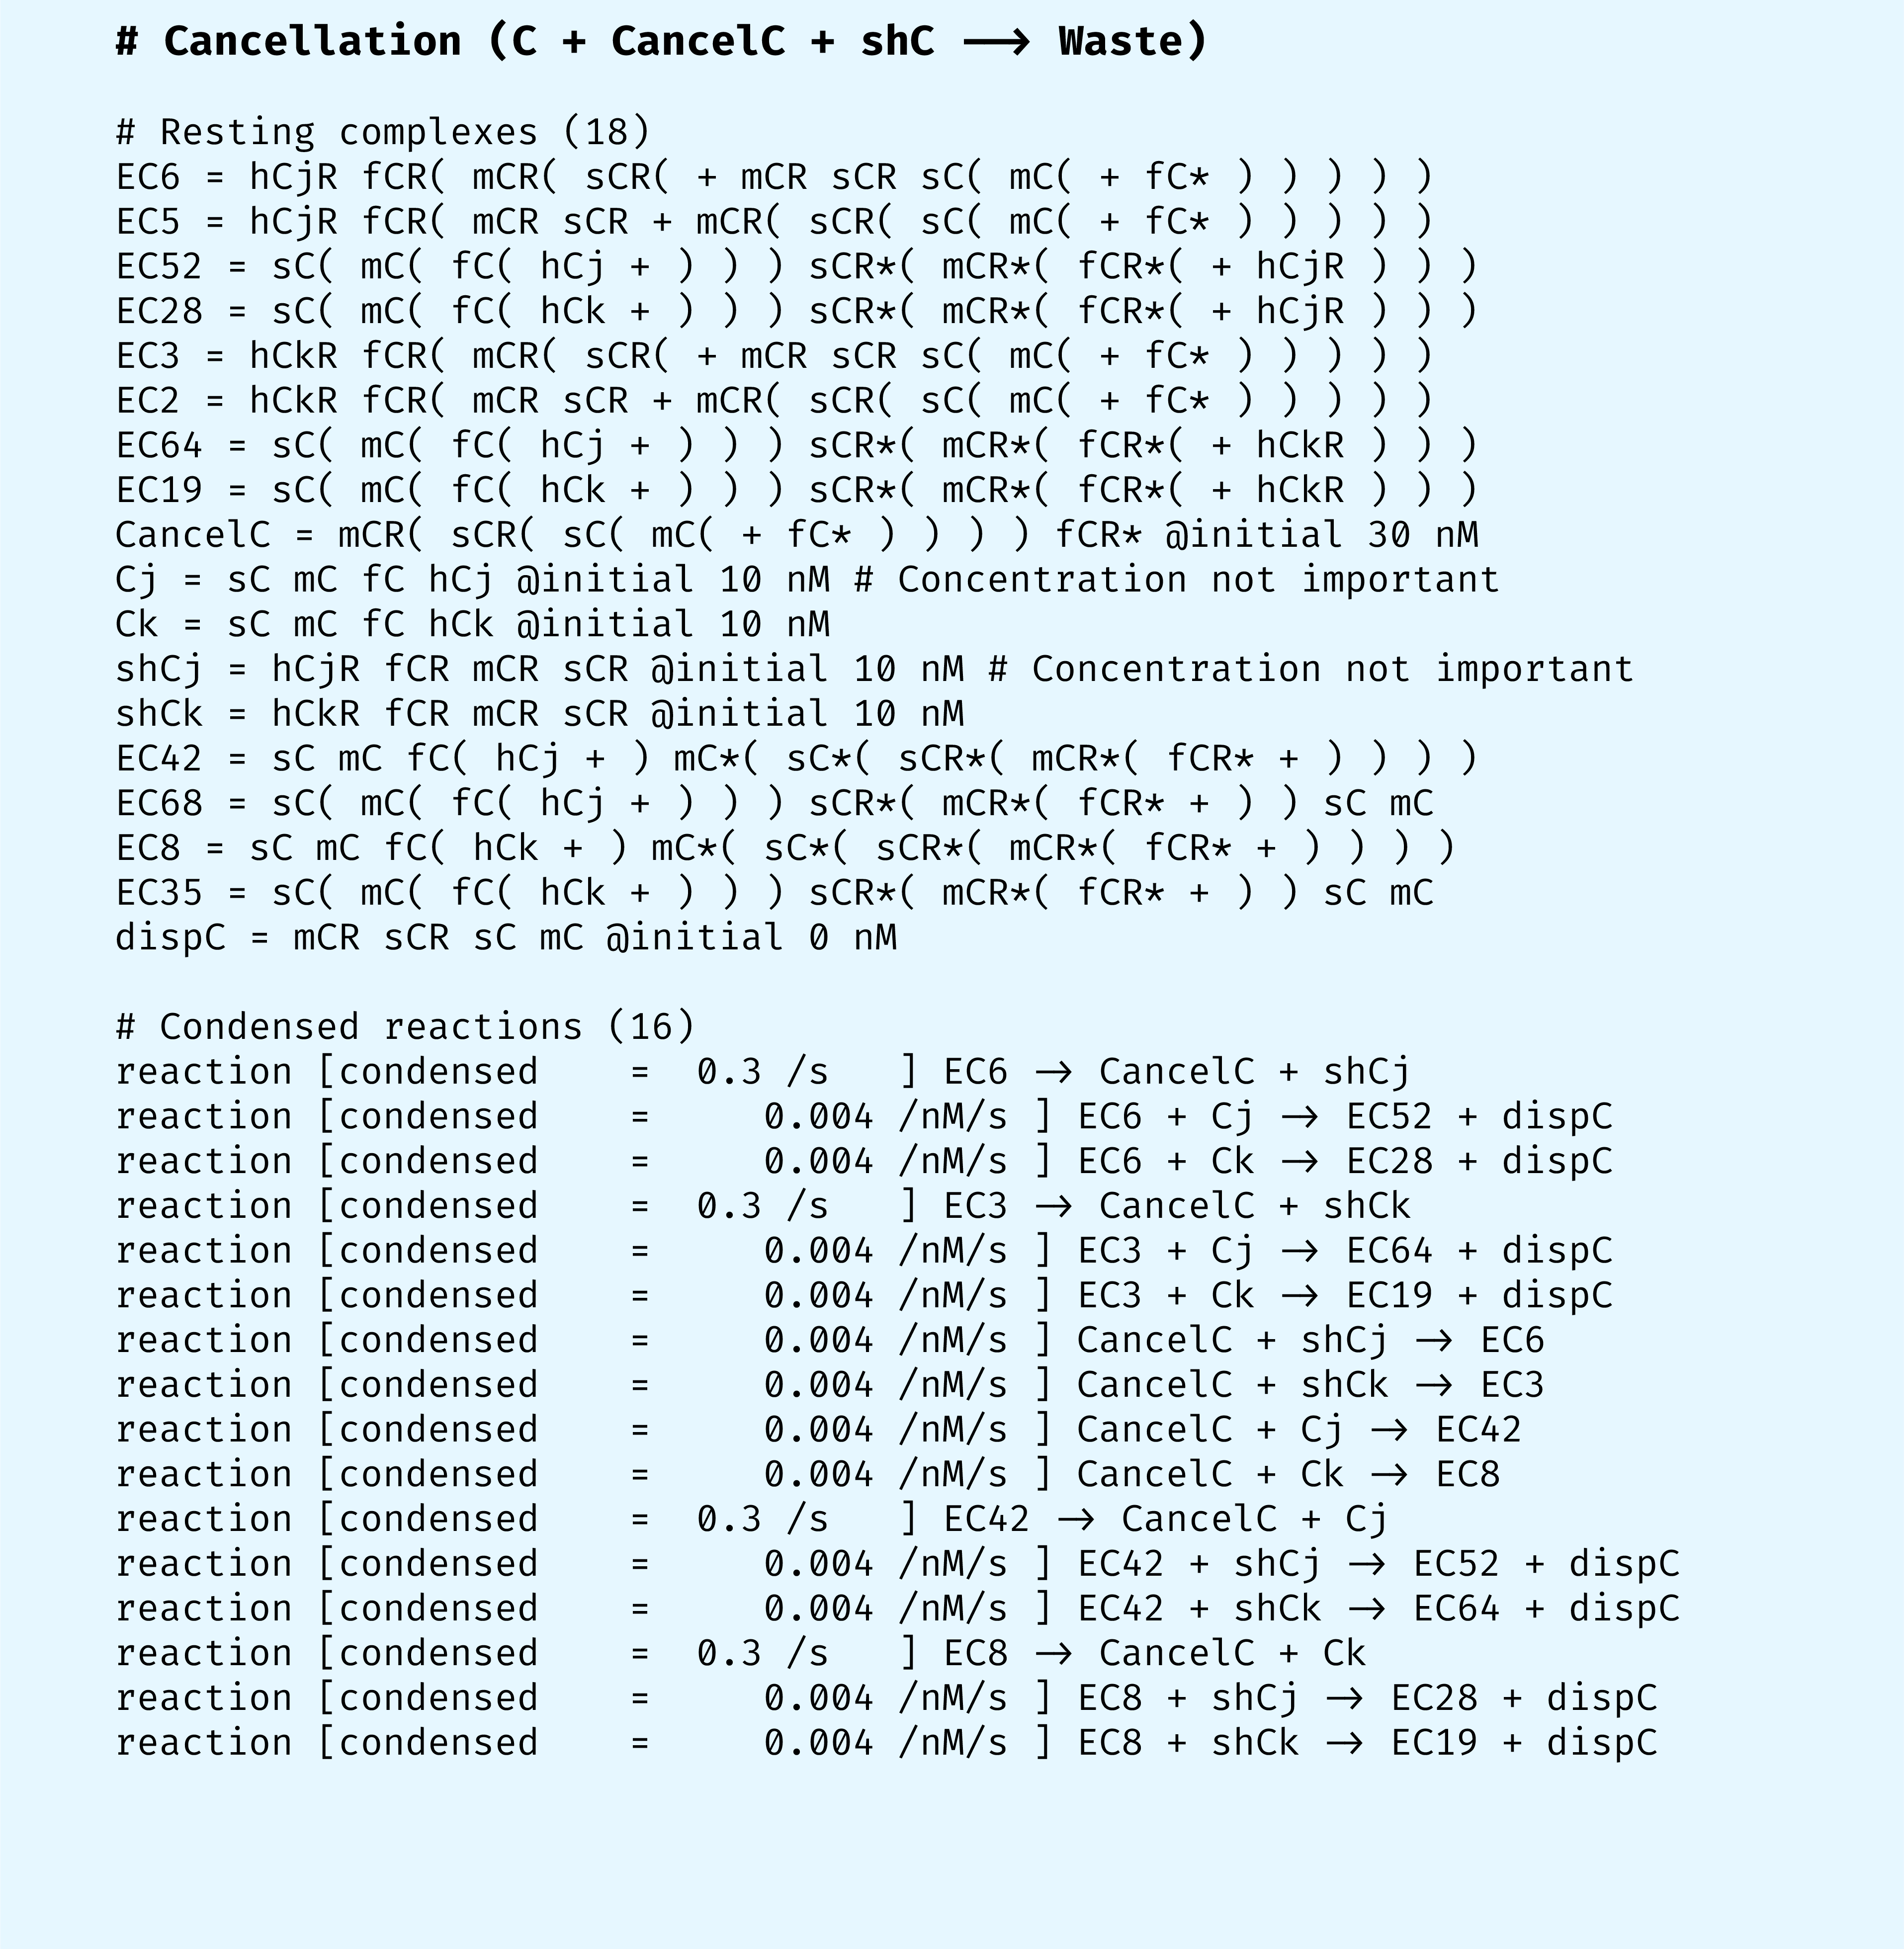 # Cancellation (C + CancelC + shC ⟶ Waste)
# Resting complexes (18)
EC6 = hCjR fCR( mCR( sCR( + mCR sCR sC( mC( + fC* ) ) ) ) )
EC5 = hCjR fCR( mCR sCR + mCR( sCR( sC( mC( + fC* ) ) ) ) )
EC52 = sC( mC( fC( hCj + ) ) ) sCR*( mCR*( fCR*( + hCjR ) ) )
EC28 = sC( mC( fC( hCk + ) ) ) sCR*( mCR*( fCR*( + hCjR ) ) )
EC3 = hCkR fCR( mCR( sCR( + mCR sCR sC( mC( + fC* ) ) ) ) )
EC2 = hCkR fCR( mCR sCR + mCR( sCR( sC( mC( + fC* ) ) ) ) )
EC64 = sC( mC( fC( hCj + ) ) ) sCR*( mCR*( fCR*( + hCkR ) ) )
EC19 = sC( mC( fC( hCk + ) ) ) sCR*( mCR*( fCR*( + hCkR ) ) )
CancelC = mCR( sCR( sC( mC( + fC* ) ) ) ) fCR* @initial 30 nM
Cj = sC mC fC hCj @initial 10 nM # Concentration not important
Ck = sC mC fC hCk @initial 10 nM
shCj = hCjR fCR mCR sCR @initial 10 nM # Concentration not important
shCk = hCkR fCR mCR sCR @initial 10 nM
EC42 = sC mC fC( hCj + ) mC*( sC*( sCR*( mCR*( fCR* + ) ) ) )
EC68 = sC( mC( fC( hCj + ) ) ) sCR*( mCR*( fCR* + ) ) sC mC
EC8 = sC mC fC( hCk + ) mC*( sC*( sCR*( mCR*( fCR* + ) ) ) )
EC35 = sC( mC( fC( hCk + ) ) ) sCR*( mCR*( fCR* + ) ) sC mC
dispC = mCR sCR sC mC @initial 0 nM
# Condensed reactions (16)
reaction [condensed = 0.3 /s ] EC6 → CancelC + shCj
reaction [condensed = 0.004 /nM/s ] EC6 + Cj → EC52 + dispC
reaction [condensed = 0.004 /nM/s ] EC6 + Ck → EC28 + dispC
reaction [condensed = 0.3 /s ] EC3 → CancelC + shCk
reaction [condensed = 0.004 /nM/s ] EC3 + Cj → EC64 + dispC
reaction [condensed = 0.004 /nM/s ] EC3 + Ck → EC19 + dispC
reaction [condensed = 0.004 /nM/s ] CancelC + shCj → EC6
reaction [condensed = 0.004 /nM/s ] CancelC + shCk → EC3
reaction [condensed = 0.004 /nM/s ] CancelC + Cj → EC42
reaction [condensed = 0.004 /nM/s ] CancelC + Ck → EC8
reaction [condensed = 0.3 /s ] EC42 → CancelC + Cj
reaction [condensed = 0.004 /nM/s ] EC42 + shCj → EC52 + dispC
reaction [condensed = 0.004 /nM/s ] EC42 + shCk → EC64 + dispC
reaction [condensed = 0.3 /s ] EC8 → CancelC + Ck
reaction [condensed = 0.004 /nM/s ] EC8 + shCj → EC28 + dispC
reaction [condensed = 0.004 /nM/s ] EC8 + shCk → EC19 + dispC